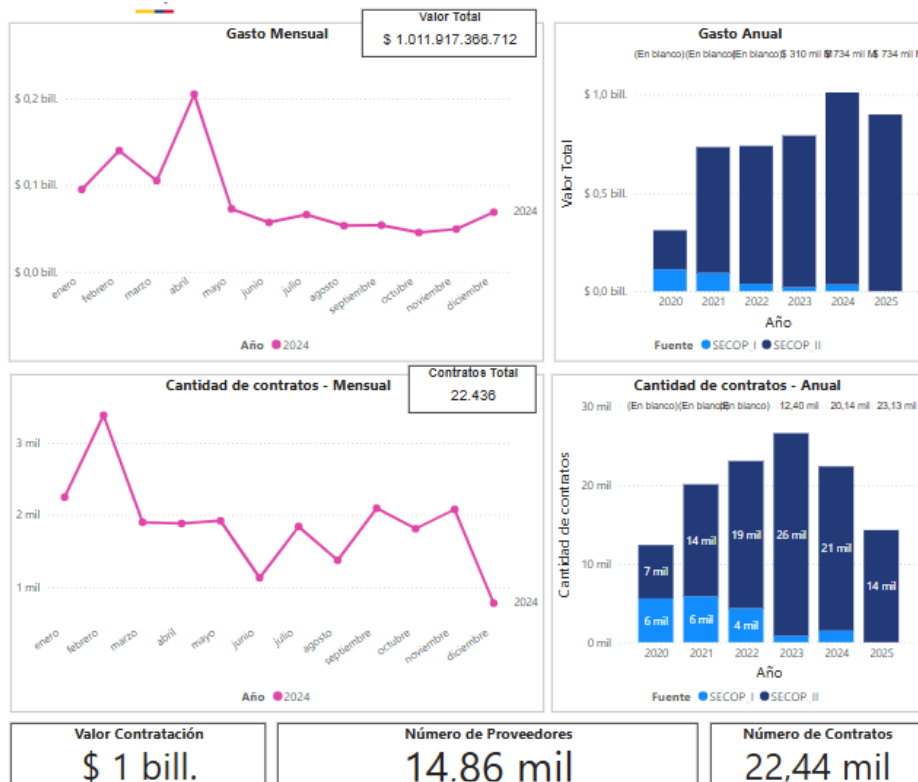 Valor Total
$ 1.011.917.366.712
Gasto Mensual
$ 0,2 bill.
$ 0,1 bill.
$ 0,0 bill.
2024
enero
febrero
marzo
abril
mayo
junio
julio
agosto
septiembre
octubre
noviembre
diciembre
Año 2024
Gasto Anual
(En blanco) (En blanco) (En blanco) $ 310 mil $ 734 mil M $ 734 mil
$ 1,0 bill.
$ 0,5 bill.
$ 0,0 bill.
Valor Total
2020 2021 2022 2023 2024 2025
Año
Fuente SECOP_I SECOP_II
Contratos Total
22.436
Cantidad de contratos - Mensual
3 mil
2 mil
1 mil
2024
enero
febrero
marzo
abril
mayo
junio
julio
agosto
septiembre
octubre
noviembre
diciembre
Año 2024
Cantidad de contratos - Anual
(En blanco) (En blanco) (En blanco) 12,40 mil 20,14 mil 23,13 mil
30 mil
20 mil
10 mil
0 mil
Cantidad de contratos
7 mil 14 mil 19 mil 26 mil 21 mil 14 mil
6 mil 6 mil 4 mil
2020 2021 2022 2023 2024 2025
Año
Fuente SECOP_I SECOP_II
Valor Contratación
$ 1 bill.
Número de Proveedores
14,86 mil
Número de Contratos
22,44 mil